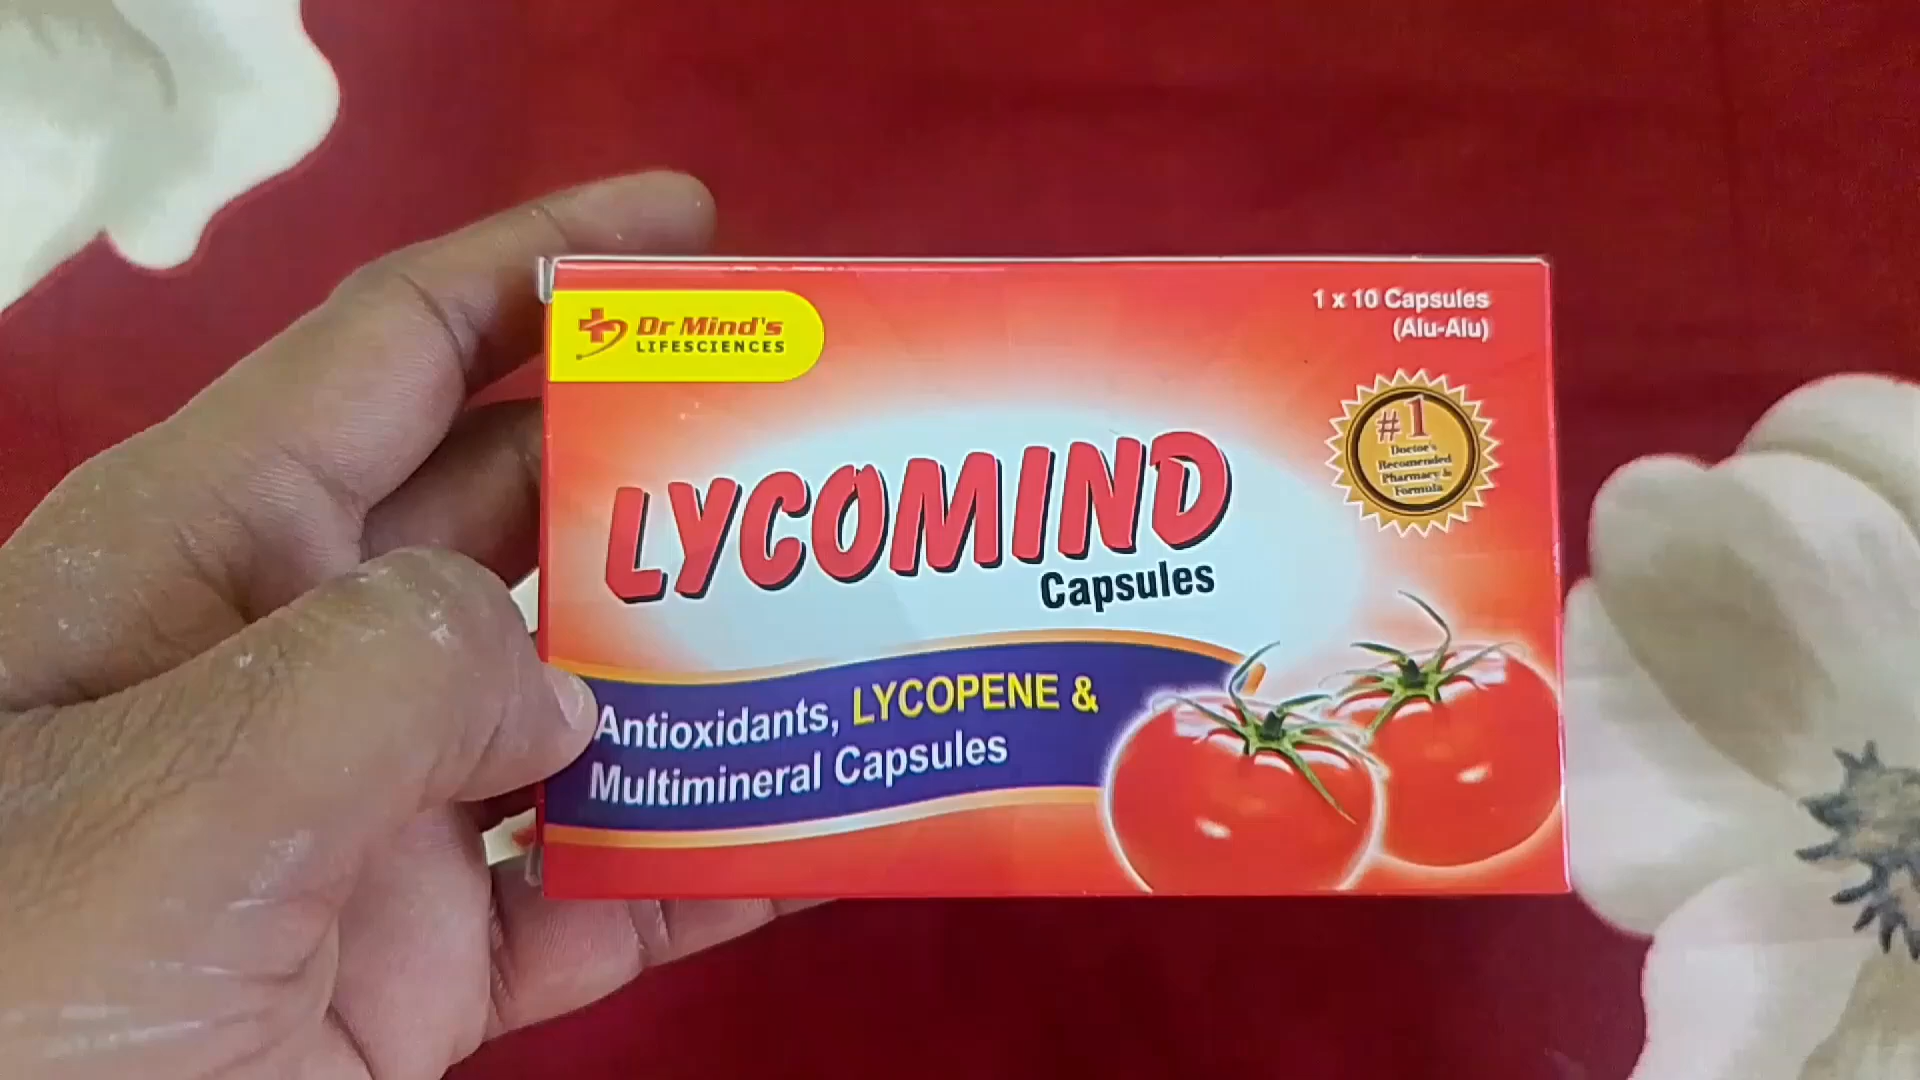 Dr Mind's
LIFESCIENCES
1 x 10 Capsules
(Alu-Alu)
#1
Doctor's
Recomended
Pharmacy &
Formula
LYCOMIND
Capsules
Antioxidants, LYCOPENE &
Multimineral Capsules